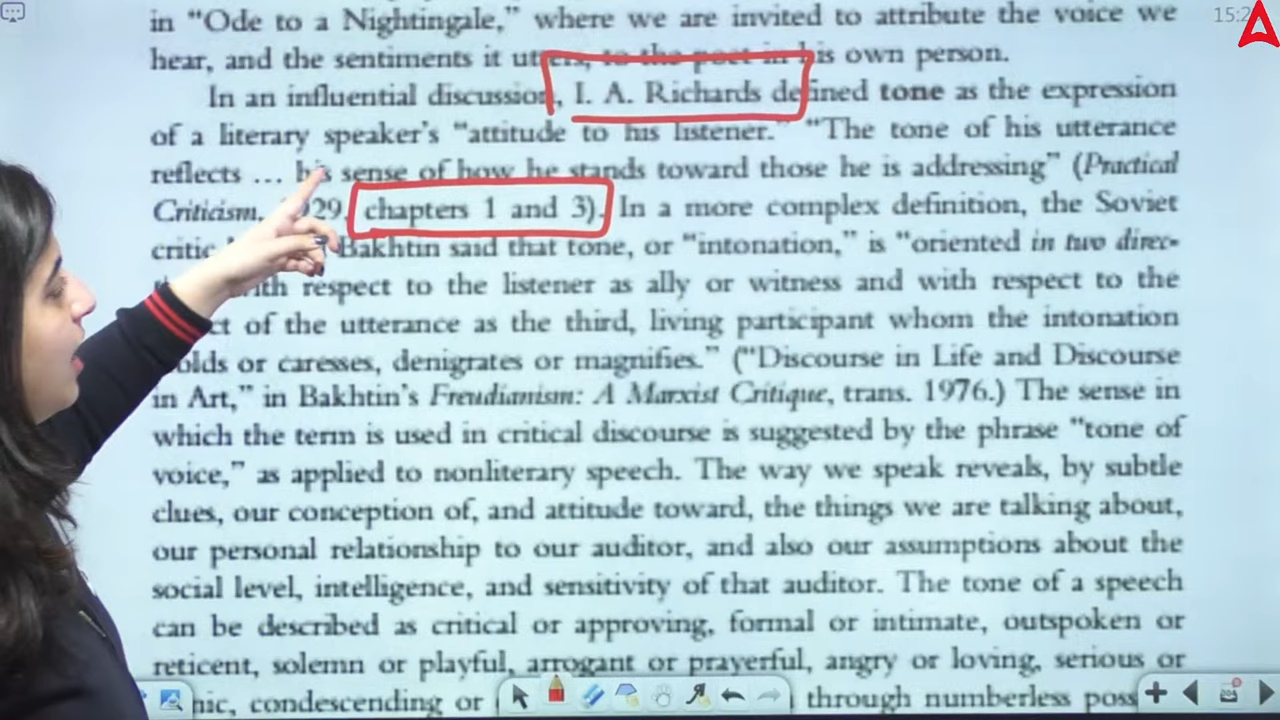 in “Ode to a Nightingale,” where we are invited to attribute the voice we
hear, and the sentiments it utters, to the poet in his own person.
In an influential discussion, I. A. Richards defined tone as the expression
of a literary speaker’s “attitude to his listener.” “The tone of his utterance
reflects … his sense of how he stands toward those he is addressing” (Practical
Criticism, 29, chapters 1 and 3). In a more complex definition, the Soviet
critic Bakhtin said that tone, or “intonation,” is “oriented in two direc-
with respect to the listener as ally or witness and with respect to the
of the utterance as the third, living participant whom the intonation
olds or caresses, denigrates or magnifies.” (“Discourse in Life and Discourse
in Art,” in Bakhtin’s Freudianism: A Marxist Critique, trans. 1976.) The sense in
which the term is used in critical discourse is suggested by the phrase “tone of
voice,” as applied to nonliterary speech. The way we speak reveals, by subtle
clues, our conception of, and attitude toward, the things we are talking about,
our personal relationship to our auditor, and also our assumptions about the
social level, intelligence, and sensitivity of that auditor. The tone of a speech
can be described as critical or approving, formal or intimate, outspoken or
reticent, solemn or playful, arrogant or prayerful, angry or loving, serious or
condescending or through numberless poss
15:2